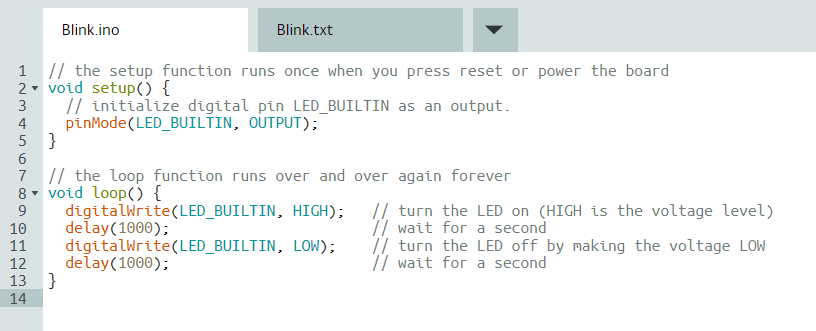 Blink.ino
Blink.txt
1 // the setup function runs once when you press reset or power the board
2 void setup() {
3   // initialize digital pin LED_BUILTIN as an output.
4   pinMode(LED_BUILTIN, OUTPUT);
5 }
6
7 // the loop function runs over and over again forever
8 void loop() {
9   digitalWrite(LED_BUILTIN, HIGH);   // turn the LED on (HIGH is the voltage level)
10   delay(1000);                       // wait for a second
11   digitalWrite(LED_BUILTIN, LOW);    // turn the LED off by making the voltage LOW
12   delay(1000);                       // wait for a second
13 }
14